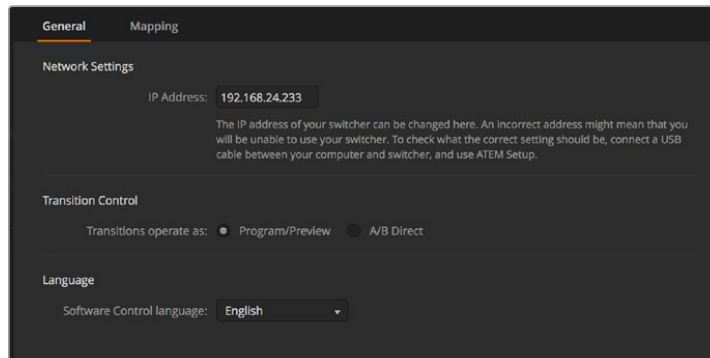 General Mapping
Network Settings
IP Address: 192.168.24.233
The IP address of your switcher can be changed here. An incorrect address might mean that you
will be unable to use your switcher. To check what the correct setting should be, connect a USB
cable between your computer and switcher, and use ATEM Setup.
Transition Control
Transitions operate as: Program/Preview A/B Direct
Language
Software Control language: English